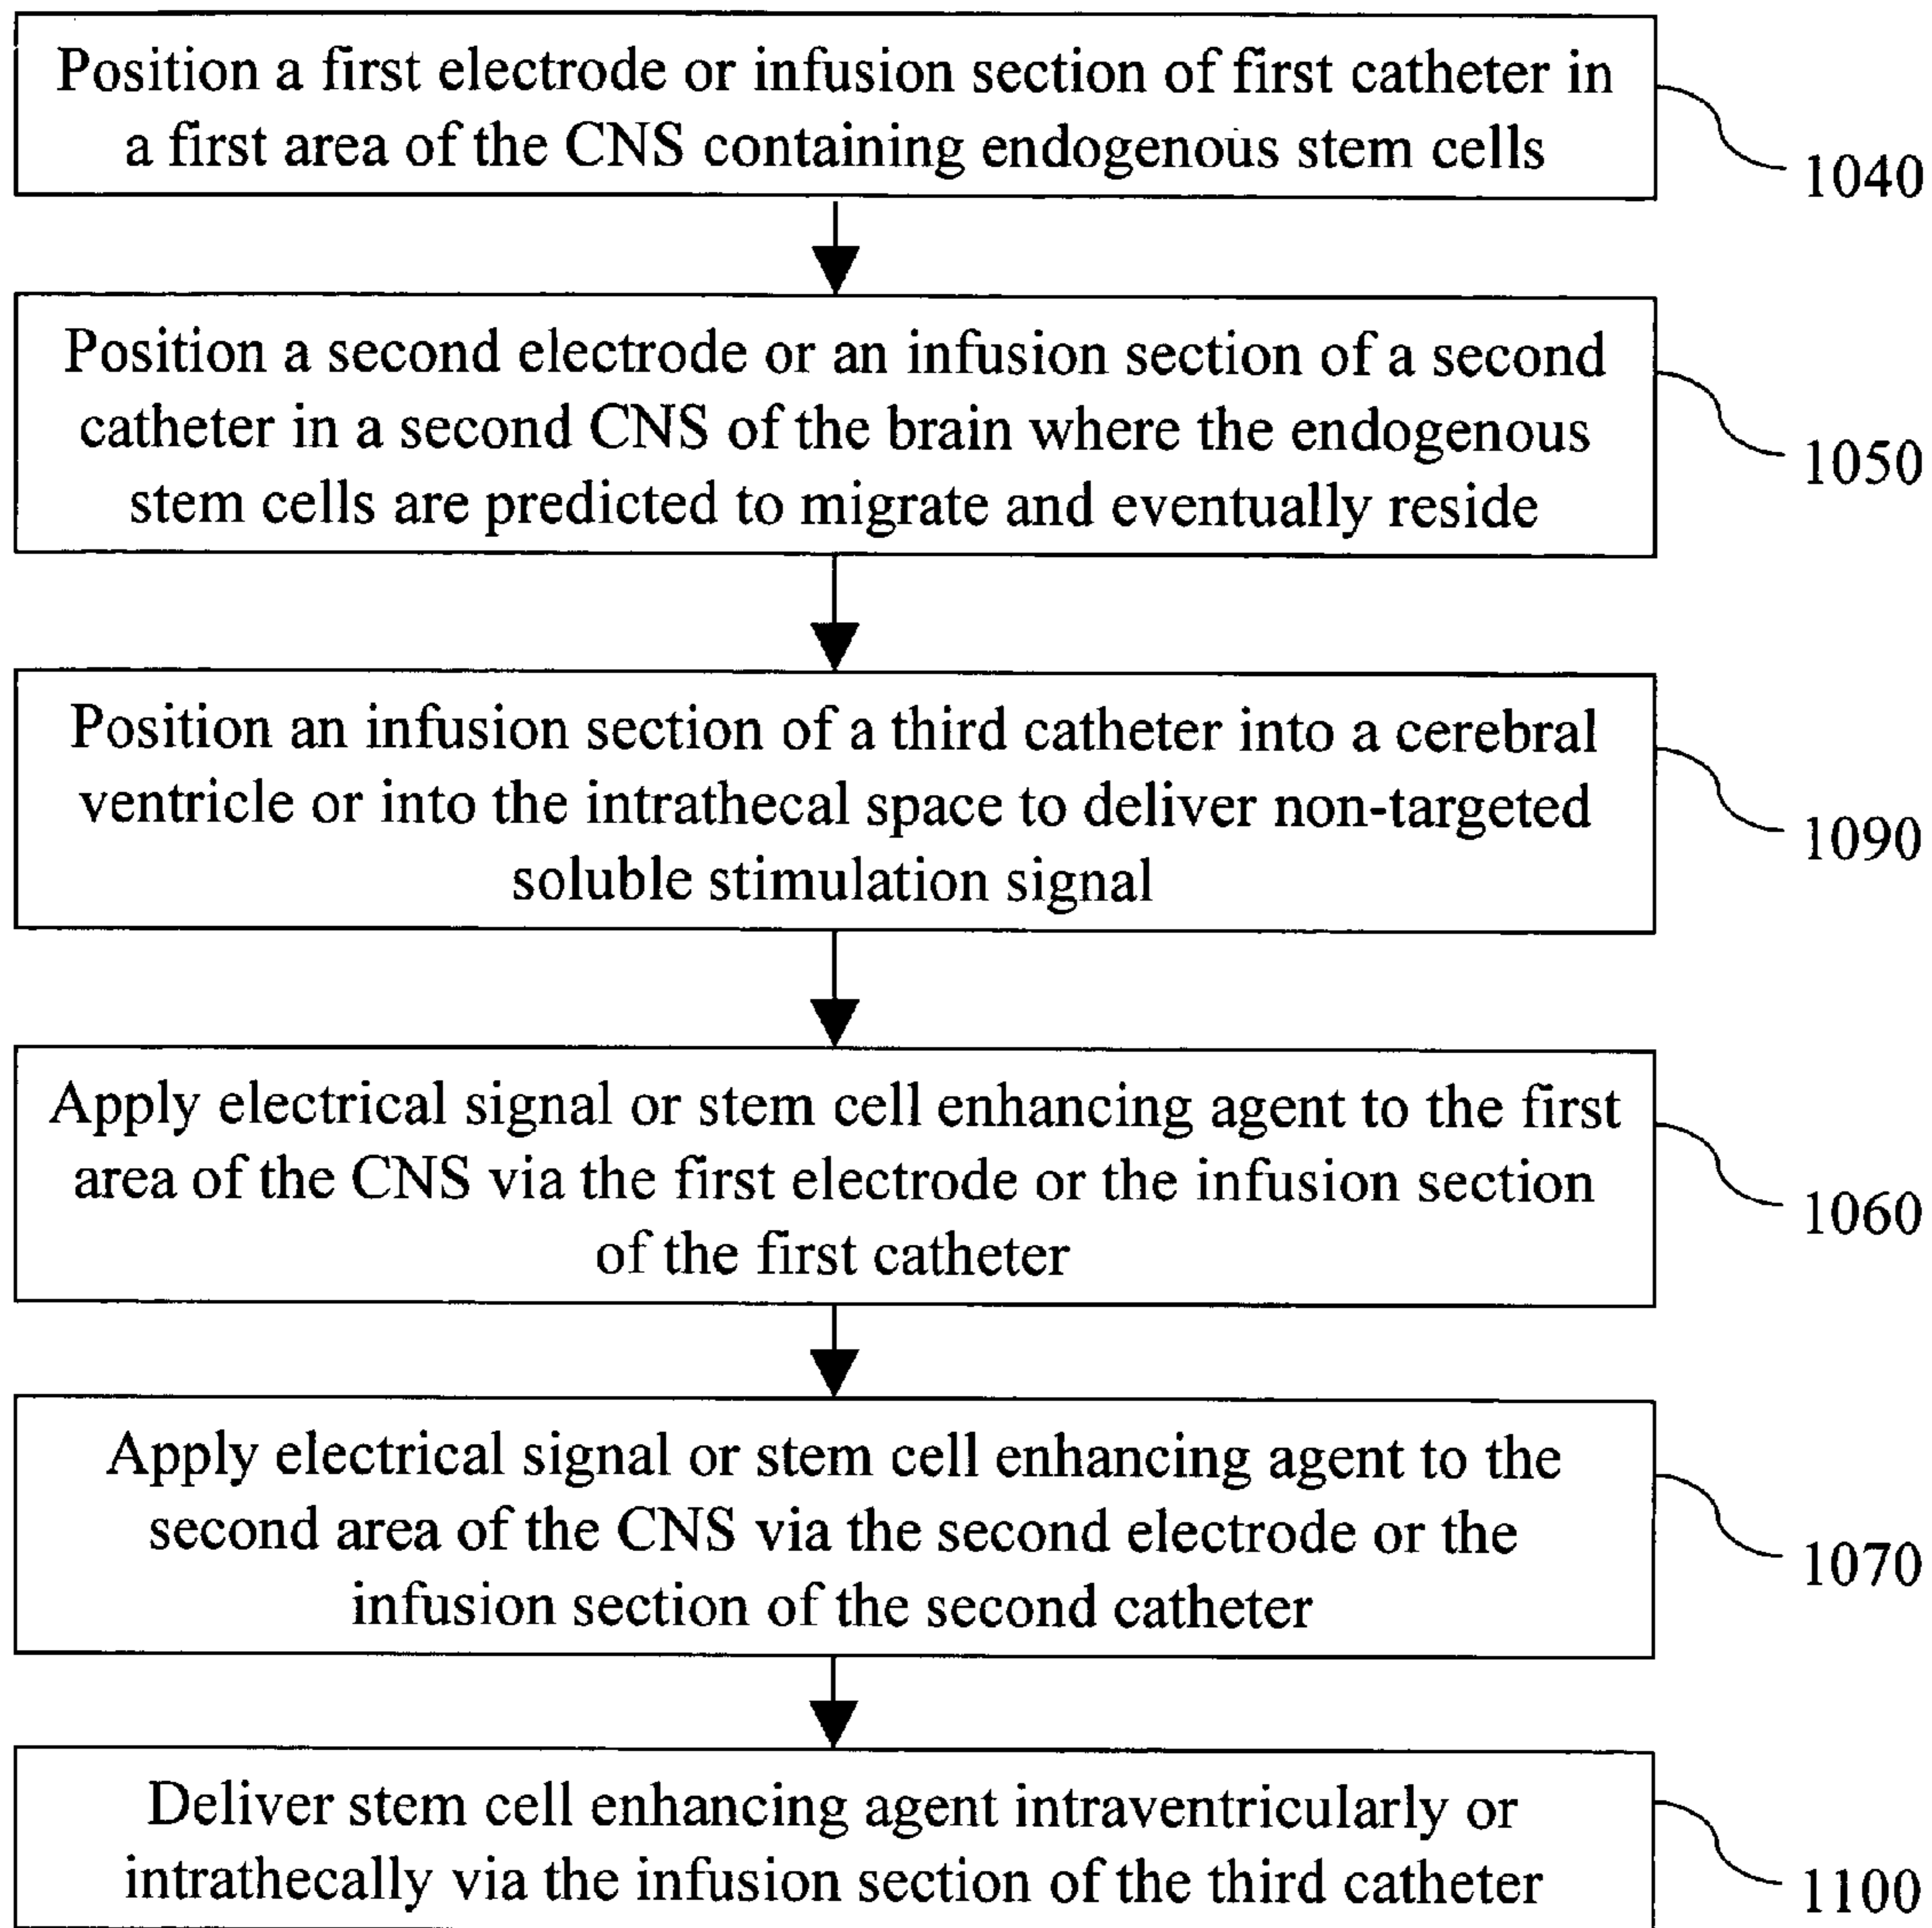 Position a first electrode or infusion section of first catheter in
a first area of the CNS containing endogenous stem cells
1040
Position a second electrode or an infusion section of a second
catheter in a second CNS of the brain where the endogenous
stem cells are predicted to migrate and eventually reside
1050
Position an infusion section of a third catheter into a cerebral
ventricle or into the intrathecal space to deliver non-targeted
soluble stimulation signal
1090
Apply electrical signal or stem cell enhancing agent to the first
area of the CNS via the first electrode or the infusion section
of the first catheter
1060
Apply electrical signal or stem cell enhancing agent to the
second area of the CNS via the second electrode or the
infusion section of the second catheter
1070
Deliver stem cell enhancing agent intraventricularly or
intrathecally via the infusion section of the third catheter
1100